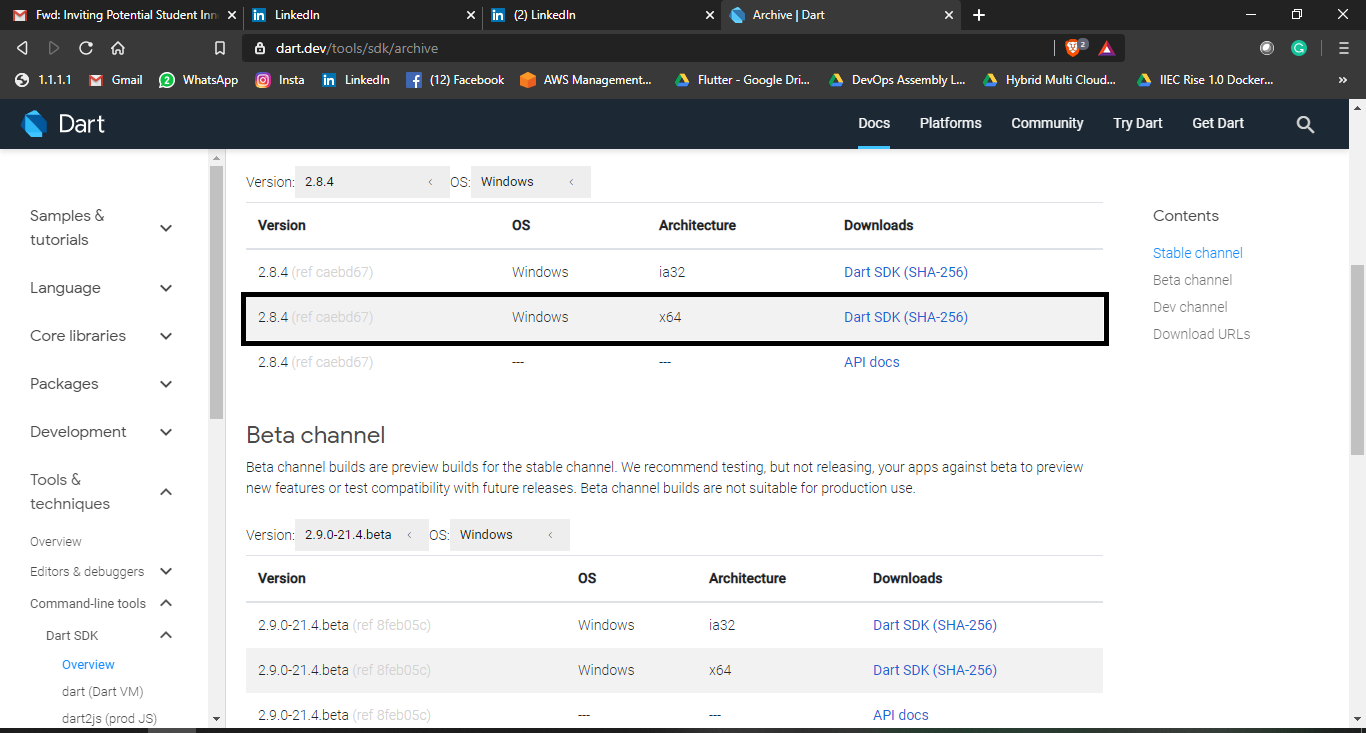 Fwd: Inviting Potential Student Inn
LinkedIn
(2) LinkedIn
Archive | Dart
dart.dev/tools/sdk/archive
2
1.1.1.1
Gmail
2
WhatsApp
Insta
LinkedIn
(12) Facebook
AWS Management...
Flutter - Google Dri...
DevOps Assembly L...
Hybrid Multi Cloud...
IIEC Rise 1.0 Docker...
Dart
Docs
Platforms
Community
Try Dart
Get Dart
Samples &
tutorials
Language
Core libraries
Packages
Development
Tools &
techniques
Overview
Editors & debuggers
Command-line tools
Dart SDK
Overview
dart (Dart VM)
dart2js (prod JS)
Version: 2.8.4 OS: Windows
Version OS Architecture Downloads
2.8.4 (ref caebd67) Windows ia32 Dart SDK (SHA-256)
2.8.4 (ref caebd67) Windows x64 Dart SDK (SHA-256)
2.8.4 (ref caebd67) --- --- API docs
Beta channel
Beta channel builds are preview builds for the stable channel. We recommend testing, but not releasing, your apps against beta to preview
new features or test compatibility with future releases. Beta channel builds are not suitable for production use.
Version: 2.9.0-21.4.beta OS: Windows
Version OS Architecture Downloads
2.9.0-21.4.beta (ref 8feb05c) Windows ia32 Dart SDK (SHA-256)
2.9.0-21.4.beta (ref 8feb05c) Windows x64 Dart SDK (SHA-256)
2.9.0-21.4.beta (ref 8feb05c) --- --- API docs
Contents
Stable channel
Beta channel
Dev channel
Download URLs